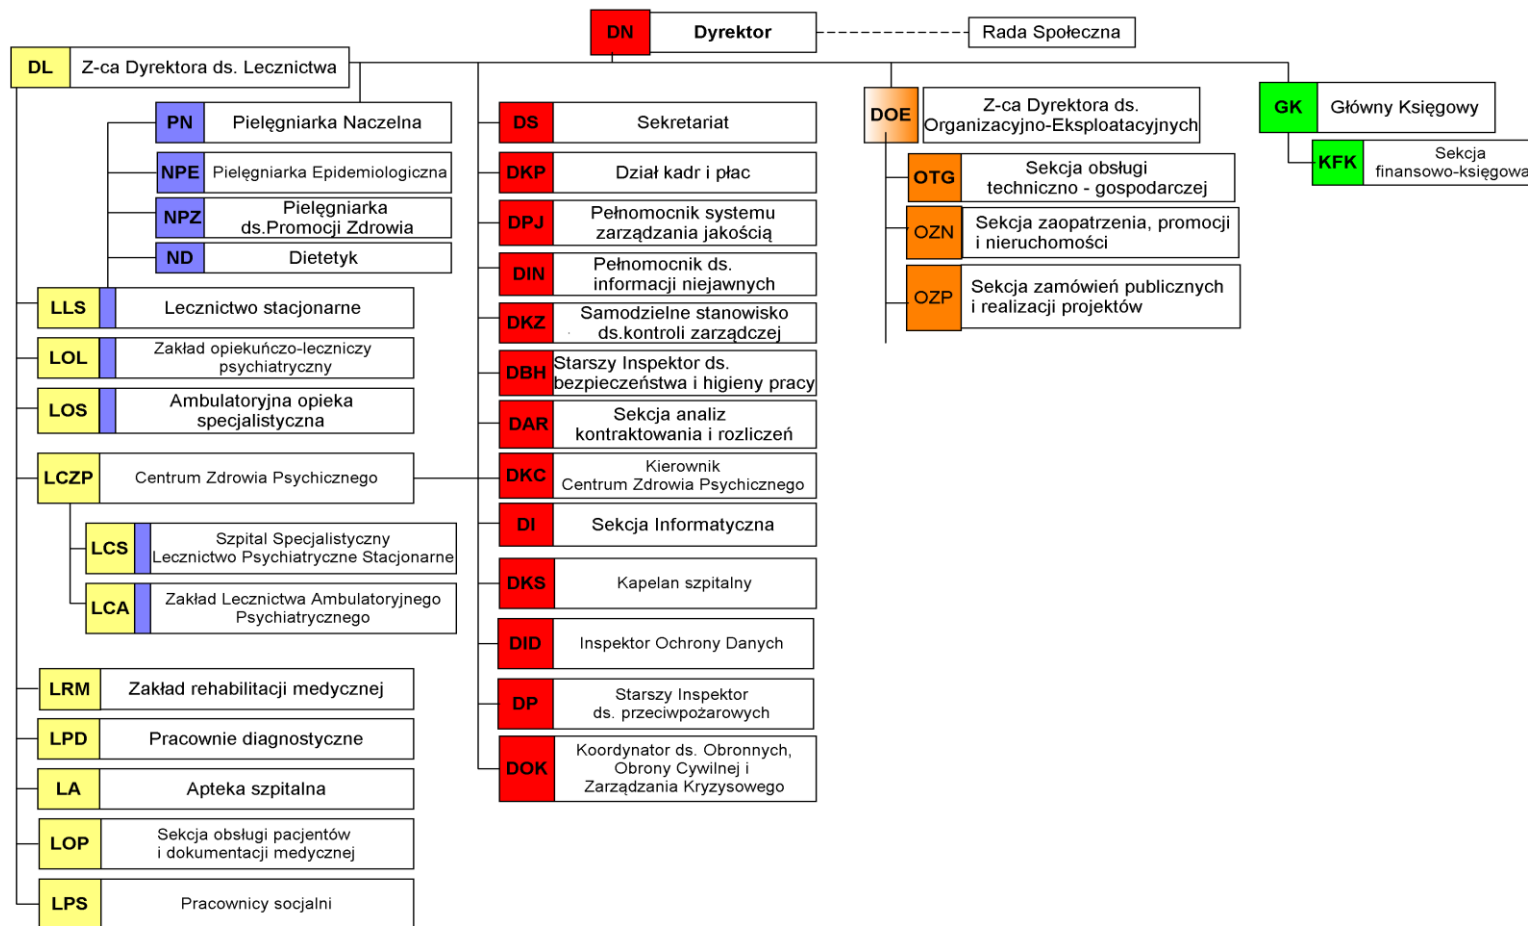 DN Dyrektor
Rada Społeczna
DL Z-ca Dyrektora ds. Lecznictwa
PN Pielęgniarka Naczelna
NPE Pielęgniarka Epidemiologiczna
NPZ Pielęgniarka
ds.Promocji Zdrowia
ND Dietetyk
LLS Lecznictwo stacjonarne
LOL Zakład opiekuńczo-leczniczy
psychiatryczny
LOS Ambulatoryjna opieka
specjalistyczna
LCZP Centrum Zdrowia Psychicznego
LCS Szpital Specjalistyczny
Lecznictwo Psychiatryczne Stacjonarne
LCA Zakład Lecznictwa Ambulatoryjnego
Psychiatrycznego
LRM Zakład rehabilitacji medycznej
LPD Pracownie diagnostyczne
LA Apteka szpitalna
LOP Sekcja obsługi pacjentów
i dokumentacji medycznej
LPS Pracownicy socjalni
DS Sekretariat
DKP Dział kadr i płac
DPJ Pełnomocnik systemu
zarządzania jakością
DIN Pełnomocnik ds.
informacji niejawnych
DKZ Samodzielne stanowisko
ds.kontroli zarządczej
DBH Starszy Inspektor ds.
bezpieczeństwa i higieny pracy
DAR Sekcja analiz
kontraktowania i rozliczeń
DKC Kierownik
Centrum Zdrowia Psychicznego
DI Sekcja Informatyczna
DKS Kapelan szpitalny
DID Inspektor Ochrony Danych
DP Starszy Inspektor
ds. przeciwpożarowych
DOK Koordynator ds. Obronnych,
Obrony Cywilnej i
Zarządzania Kryzysowego
DOE Z-ca Dyrektora ds.
Organizacyjno-Eksploatacyjnych
OTG Sekcja obsługi
techniczno - gospodarczej
OZN Sekcja zaopatrzenia, promocji
i nieruchomości
OZP Sekcja zamówień publicznych
i realizacji projektów
GK Główny Księgowy
KFK Sekcja
finansowo-księgowa